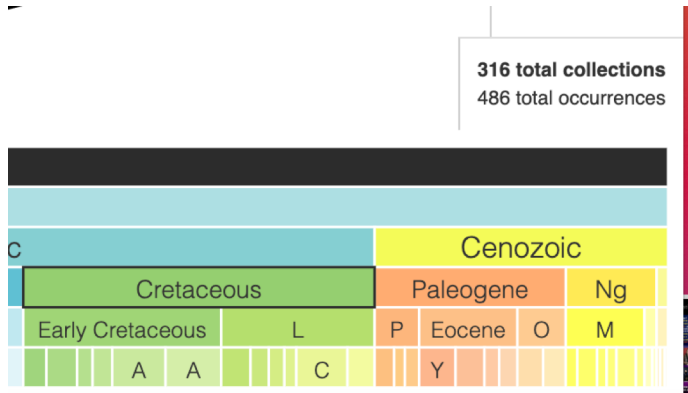 316 total collections
486 total occurrences
c Cenozoic
Cretaceous Paleogene Ng
Early Cretaceous L P Eocene O M
A A C Y